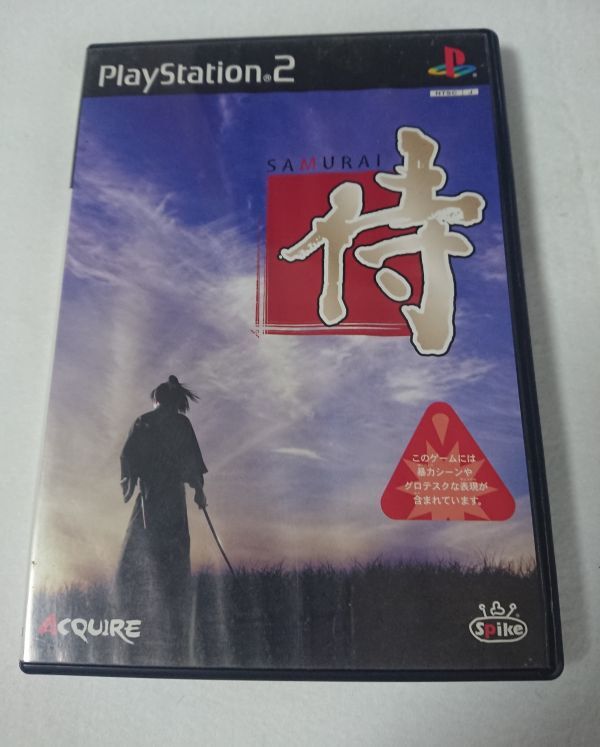 PlayStation®2
NTSC J
SAMURAI
侍
このゲームには
暴力シーンや
グロテスクな表現が
含まれています。
ACQUIRE
Spike